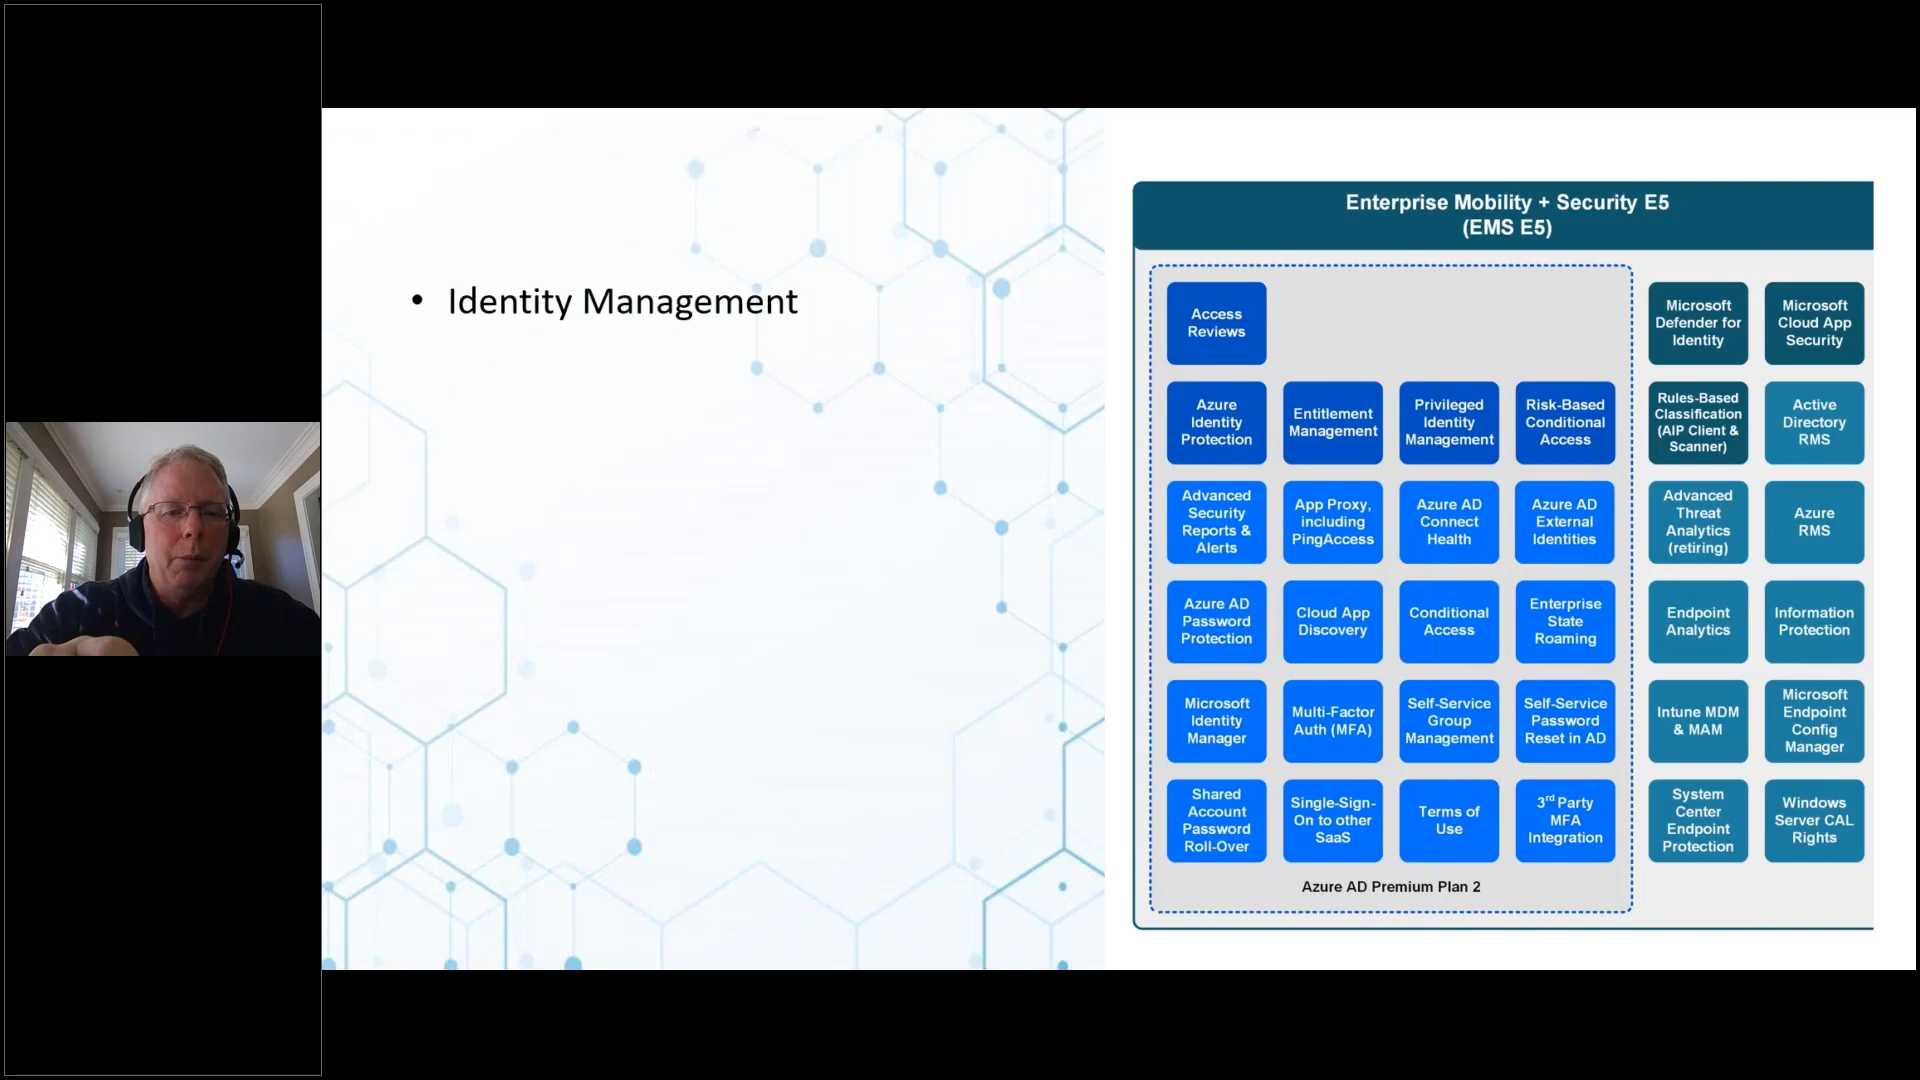 • Identity Management
Enterprise Mobility + Security E5
(EMS E5)
Access
Reviews
Microsoft
Defender for
Identity
Microsoft
Cloud App
Security
Azure
Identity
Protection
Entitlement
Management
Privileged
Identity
Management
Risk-Based
Conditional
Access
Rules-Based
Classification
(AIP Client &
Scanner)
Active
Directory
RMS
Advanced
Security
Reports &
Alerts
App Proxy,
including
PingAccess
Azure AD
Connect
Health
Azure AD
External
Identities
Advanced
Threat
Analytics
(retiring)
Azure
RMS
Azure AD
Password
Protection
Cloud App
Discovery
Conditional
Access
Enterprise
State
Roaming
Endpoint
Analytics
Information
Protection
Microsoft
Identity
Manager
Multi-Factor
Auth (MFA)
Self-Service
Group
Management
Self-Service
Password
Reset in AD
Intune MDM
& MAM
Microsoft
Endpoint
Config
Manager
Shared
Account
Password
Roll-Over
Single-Sign-
On to other
SaaS
Terms of
Use
3rd Party
MFA
Integration
System
Center
Endpoint
Protection
Windows
Server CAL
Rights
Azure AD Premium Plan 2